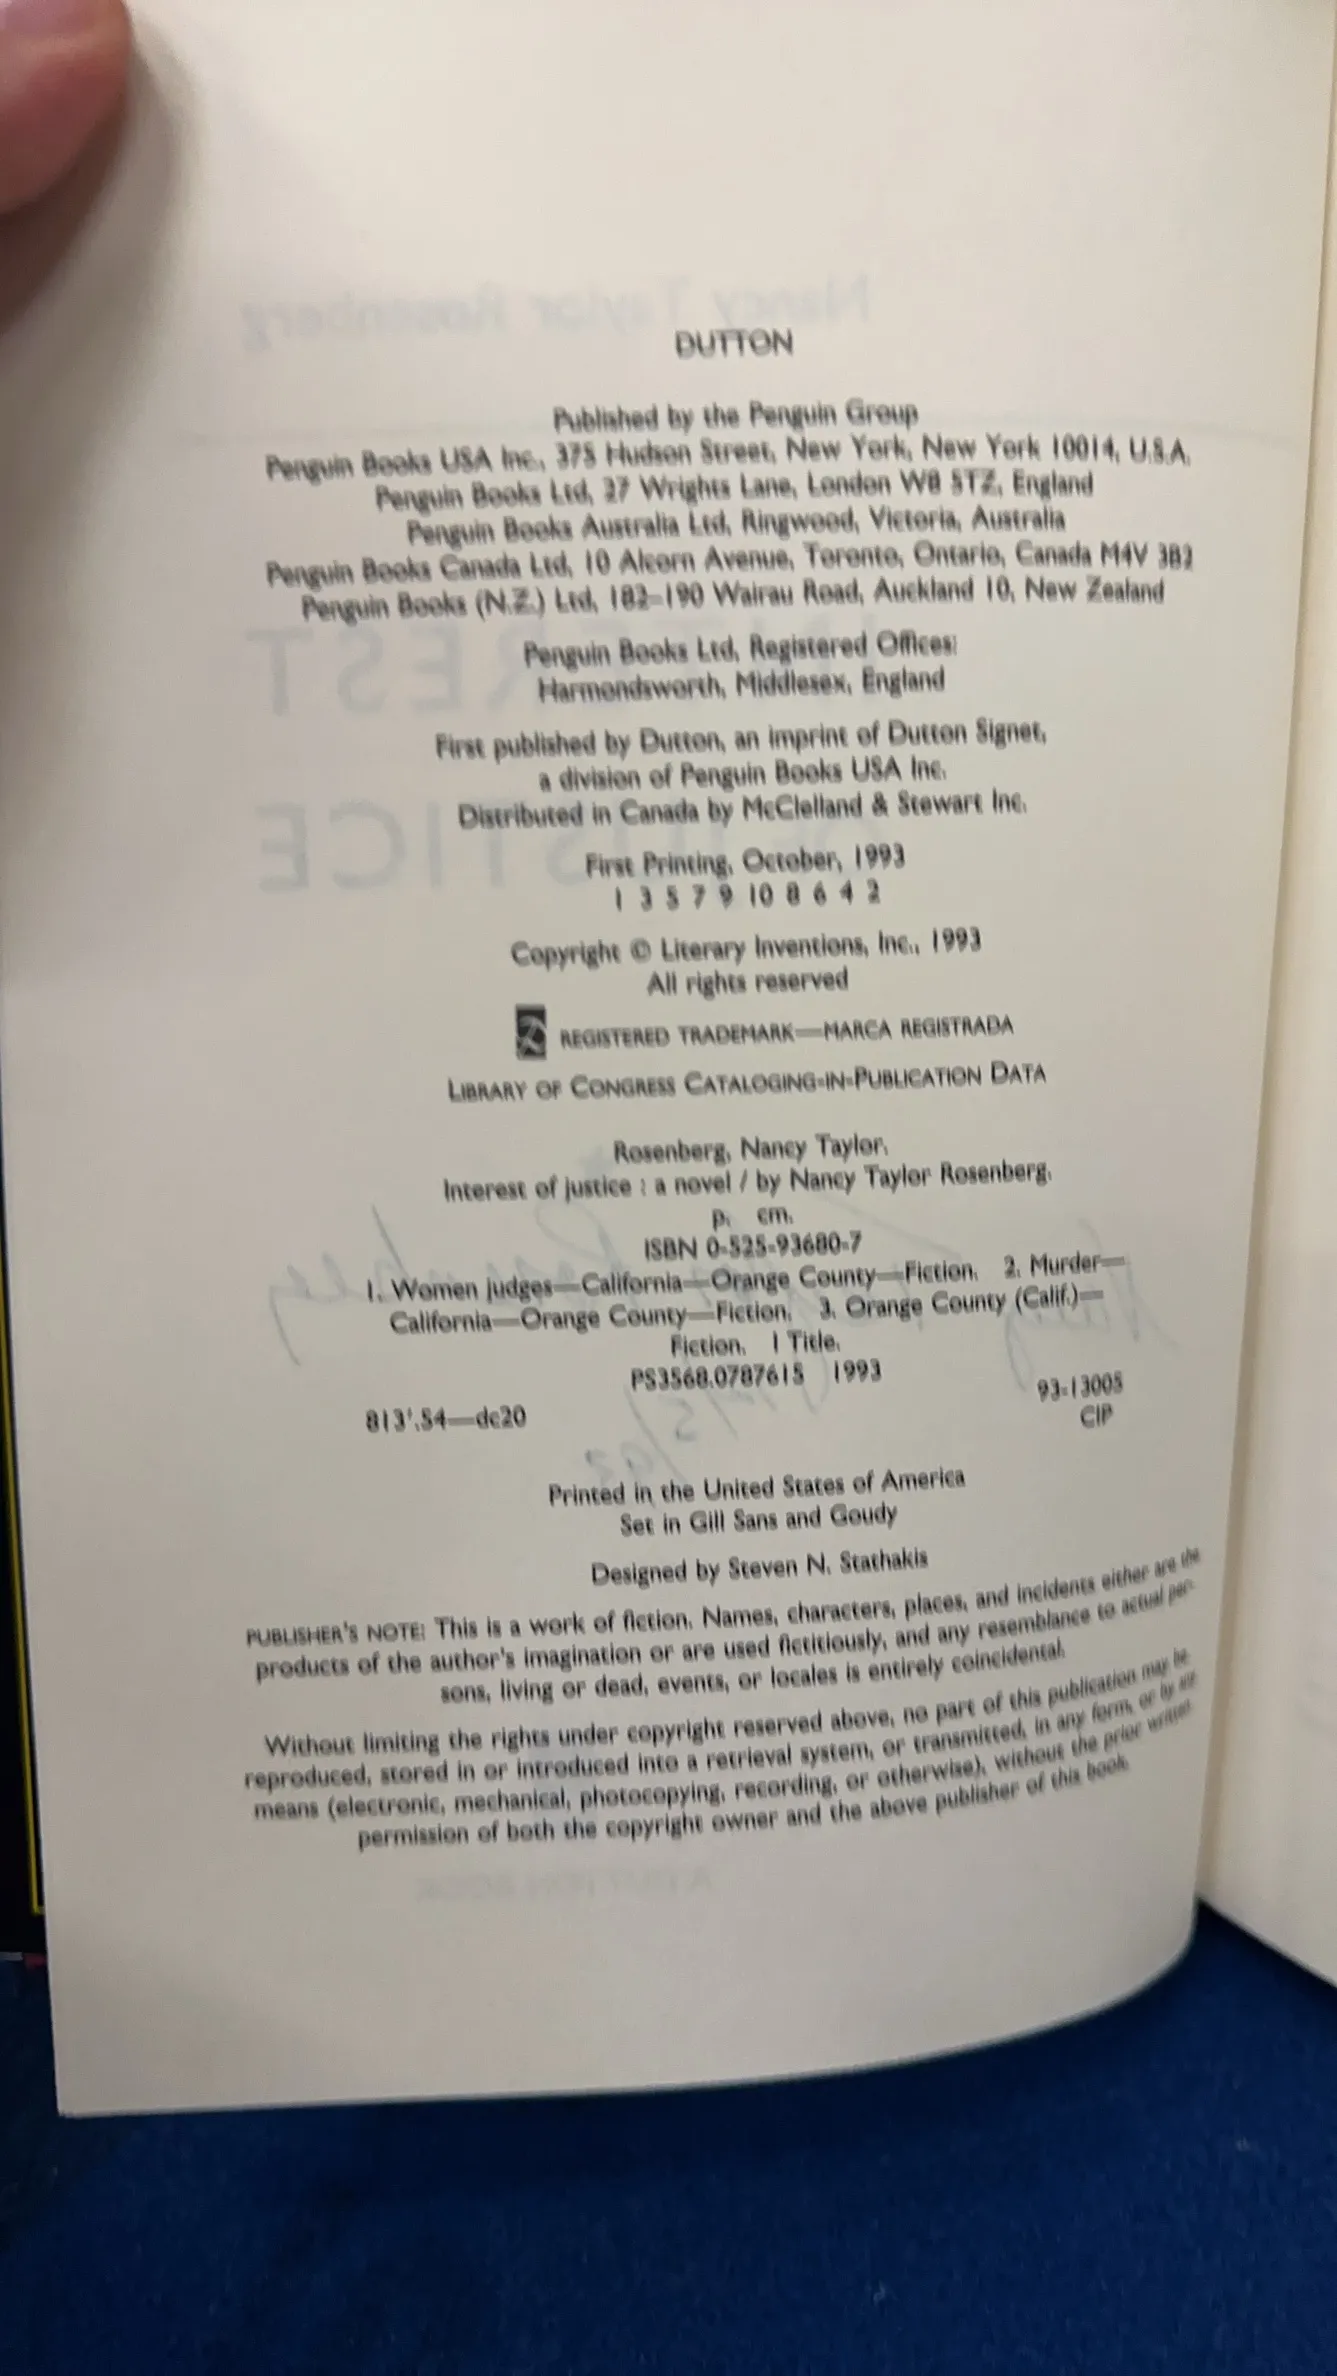 DUTTON
Published by the Penguin Group
Penguin Books USA Inc., 375 Hudson Street, New York, New York 10014, U.S.A.
Penguin Books Ltd, 27 Wrights Lane, London W8 5TZ, England
Penguin Books Australia Ltd, Ringwood, Victoria, Australia
Penguin Books Canada Ltd, 10 Alcorn Avenue, Toronto, Ontario, Canada M4V 3B2
Penguin Books (N.Z.) Ltd, 182–190 Wairau Road, Auckland 10, New Zealand
Penguin Books Ltd, Registered Offices:
Harmondsworth, Middlesex, England
First published by Dutton, an imprint of Dutton Signet,
a division of Penguin Books USA Inc.
Distributed in Canada by McClelland & Stewart Inc.
First Printing, October, 1993
1 3 5 7 9 10 8 6 4 2
Copyright © Literary Inventions, Inc., 1993
All rights reserved
REGISTERED TRADEMARK—MARCA REGISTRADA
LIBRARY OF CONGRESS CATALOGING-IN-PUBLICATION DATA
Rosenberg, Nancy Taylor.
Interest of justice : a novel / by Nancy Taylor Rosenberg.
p. cm.
ISBN 0-525-93680-7
1. Women judges—California—Orange County—Fiction. 2. Murder—
California—Orange County—Fiction. 3. Orange County (Calif.)—
Fiction. I Title.
PS3568.O787615 1993
813'.54—dc20 93-13005
CIP
Printed in the United States of America
Set in Gill Sans and Goudy
Designed by Steven N. Stathakis
PUBLISHER'S NOTE: This is a work of fiction. Names, characters, places, and incidents either are the
products of the author's imagination or are used fictitiously, and any resemblance to actual per-
sons, living or dead, events, or locales is entirely coincidental.
Without limiting the rights under copyright reserved above, no part of this publication may be
reproduced, stored in or introduced into a retrieval system, or transmitted, in any form, or by any
means (electronic, mechanical, photocopying, recording, or otherwise), without the prior written
permission of both the copyright owner and the above publisher of this book.